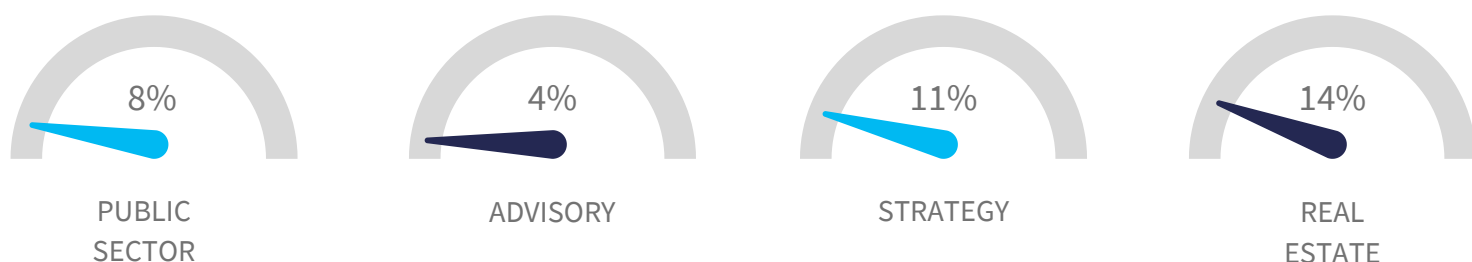 8%
4%
11%
14%
PUBLIC
SECTOR
ADVISORY
STRATEGY
REAL
ESTATE